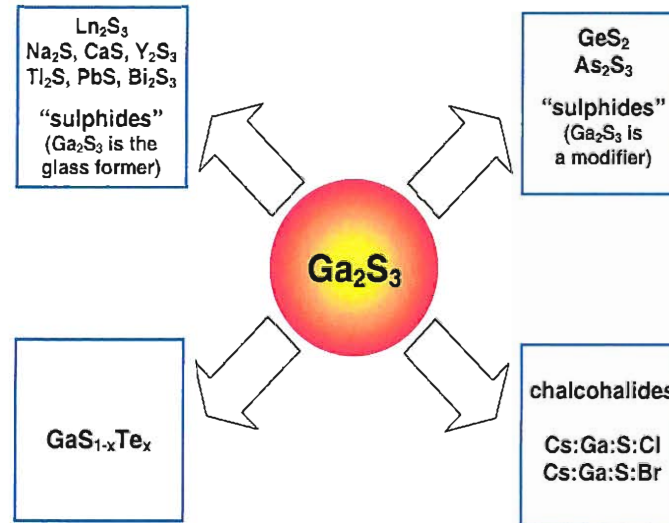 Ln₂S₃
Na₂S, CaS, Y₂S₃
Tl₂S, PbS, Bi₂S₃
“sulphides”
(Ga₂S₃ is the
glass former)
GeS₂
As₂S₃
“sulphides”
(Ga₂S₃ is
a modifier)
Ga₂S₃
GaS₁₋ₓTeₓ
chalcohalides
Cs:Ga:S:Cl
Cs:Ga:S:Br